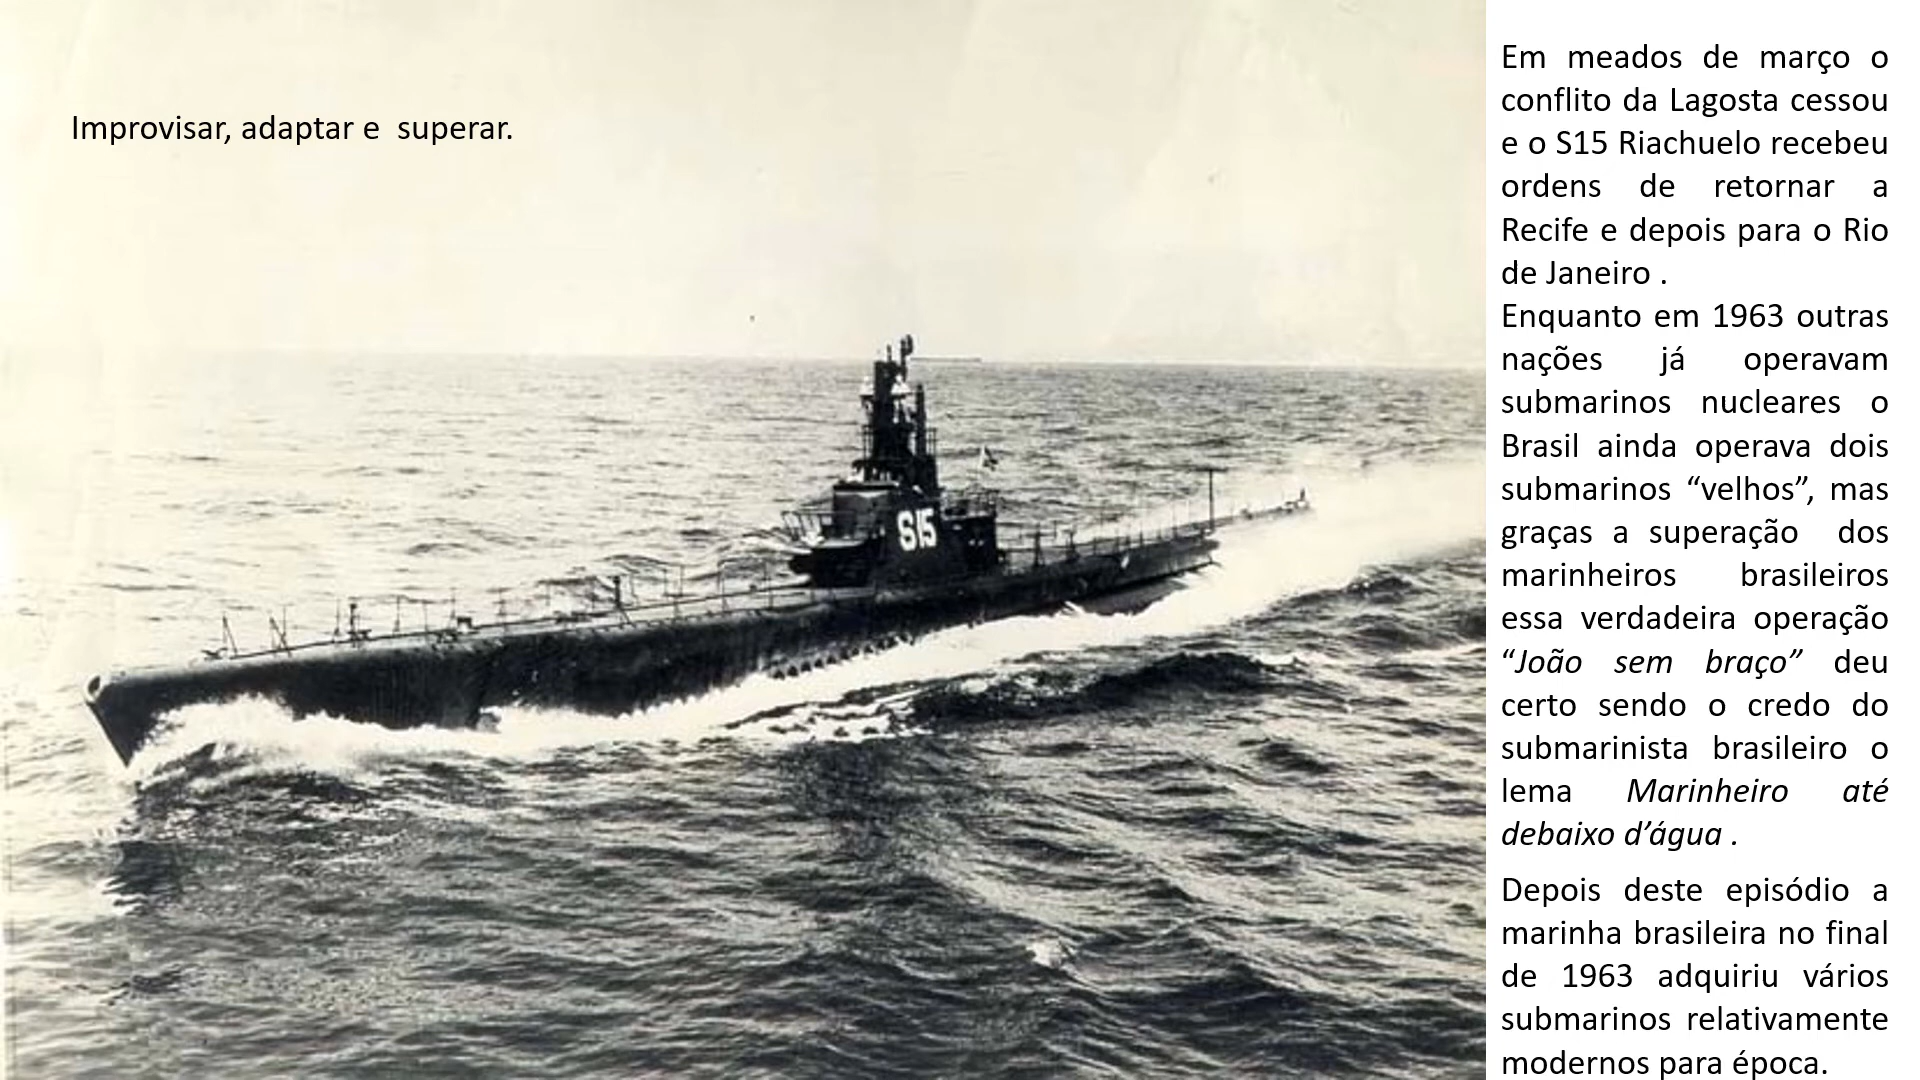 Improvisar, adaptar e  superar.
S15
Em meados de março o
conflito da Lagosta cessou
e o S15 Riachuelo recebeu
ordens de retornar a
Recife e depois para o Rio
de Janeiro .
Enquanto em 1963 outras
nações já operavam
submarinos nucleares o
Brasil ainda operava dois
submarinos “velhos”, mas
graças a superação  dos
marinheiros brasileiros
essa verdadeira operação
“João sem braço” deu
certo sendo o credo do
submarinista brasileiro o
lema Marinheiro até
debaixo d’água .
Depois deste episódio a
marinha brasileira no final
de 1963 adquiriu vários
submarinos relativamente
modernos para época.